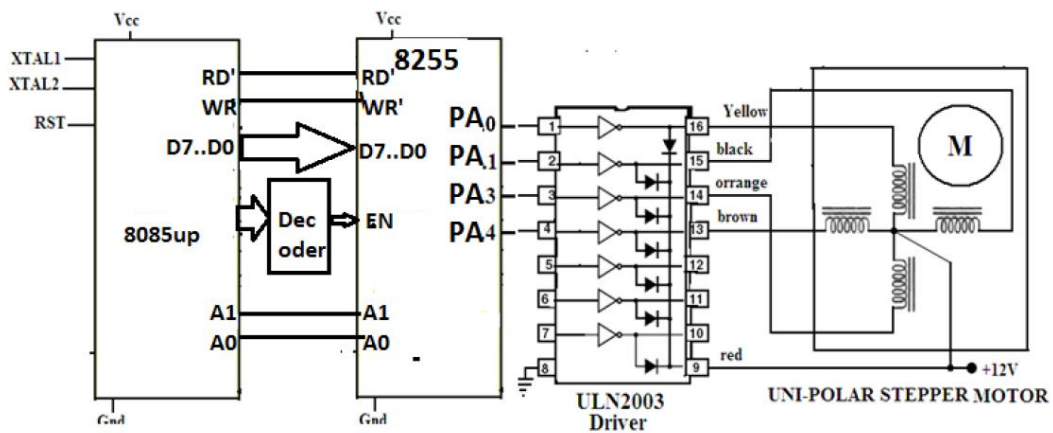 Vcc
Vcc
XTAL1
XTAL2
RST
8255
RD'
RD'
WR
WR'
D7..D0
D7..D0
Dec
oder
EN
8085up
A1
A1
A0
A0
Gnd
Gnd
PA0
PA1
PA3
PA4
1
2
3
4
5
6
7
8
16
15
14
13
12
11
10
9
Yellow
black
orrange
brown
red
M
+12V
ULN2003
Driver
UNI-POLAR STEPPER MOTOR